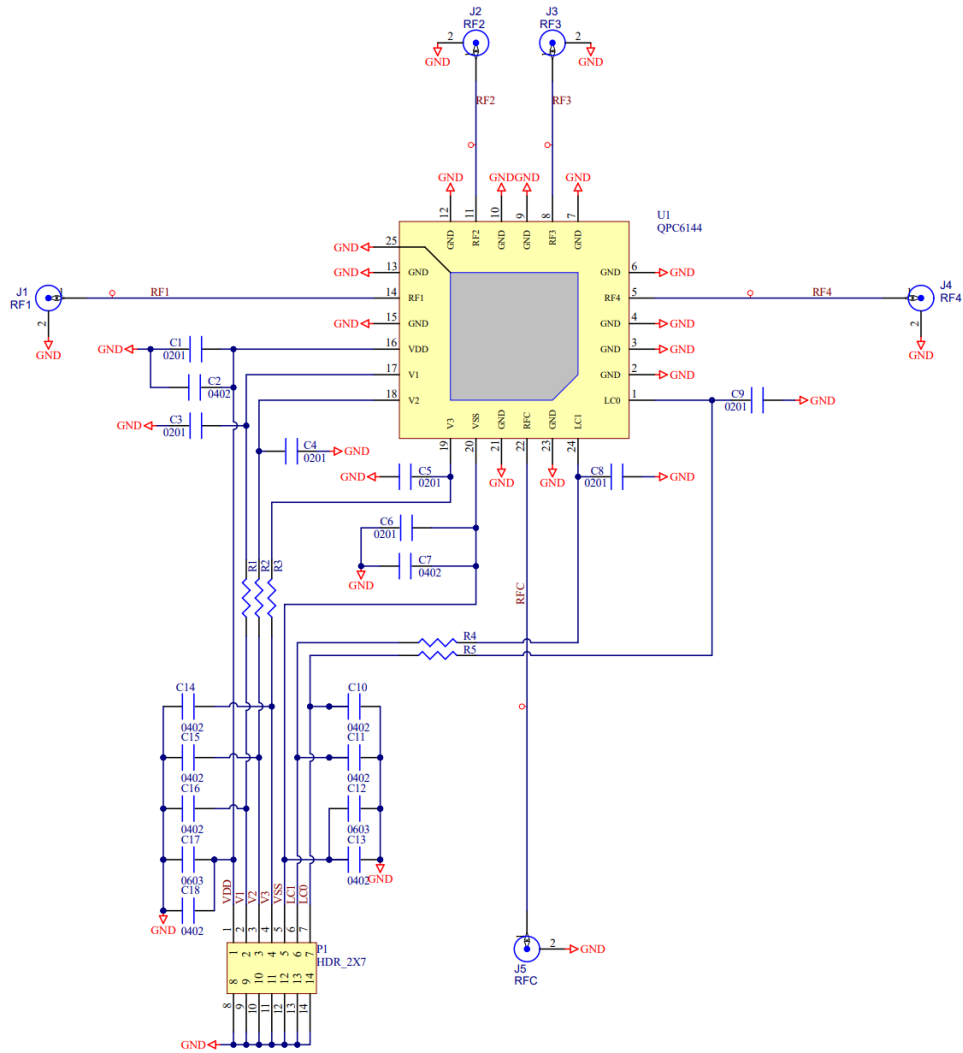 J2
RF2
J3
RF3
2
GND
1
1
2
GND
RF2
RF3
GND
GND
GND
GND
12
11
10
9
8
7
U1
QPC6144
GND
RF2
GND
GND
RF3
GND
GND
25
GND
13
GND
GND
6
GND
J1
RF1
1
RF1
14
RF1
RF4
5
RF4
1
J4
RF4
2
GND
GND
15
GND
GND
4
GND
2
GND
GND
C1
0201
16
VDD
GND
3
GND
C2
0402
17
V1
GND
2
GND
18
V2
LC0
1
C9
0201
GND
GND
C3
0201
V3
VSS
GND
RFC
GND
LC1
19
20
21
22
23
24
C4
0201
GND
GND
C5
0201
GND
GND
C8
0201
GND
C6
0201
C7
0402
GND
R1
R2
R3
RFC
R4
R5
C14
0402
C10
0402
C15
0402
C11
0402
C16
0402
C12
0603
C17
0603
C13
0402
GND
C18
0402
GND
VDD
V1
V2
V3
VSS
LC1
LC0
1
2
3
4
5
6
7
P1
HDR_2X7
1
2
3
4
5
6
7
8
9
10
11
12
13
14
8
9
10
11
12
13
14
GND
1
2
GND
J5
RFC